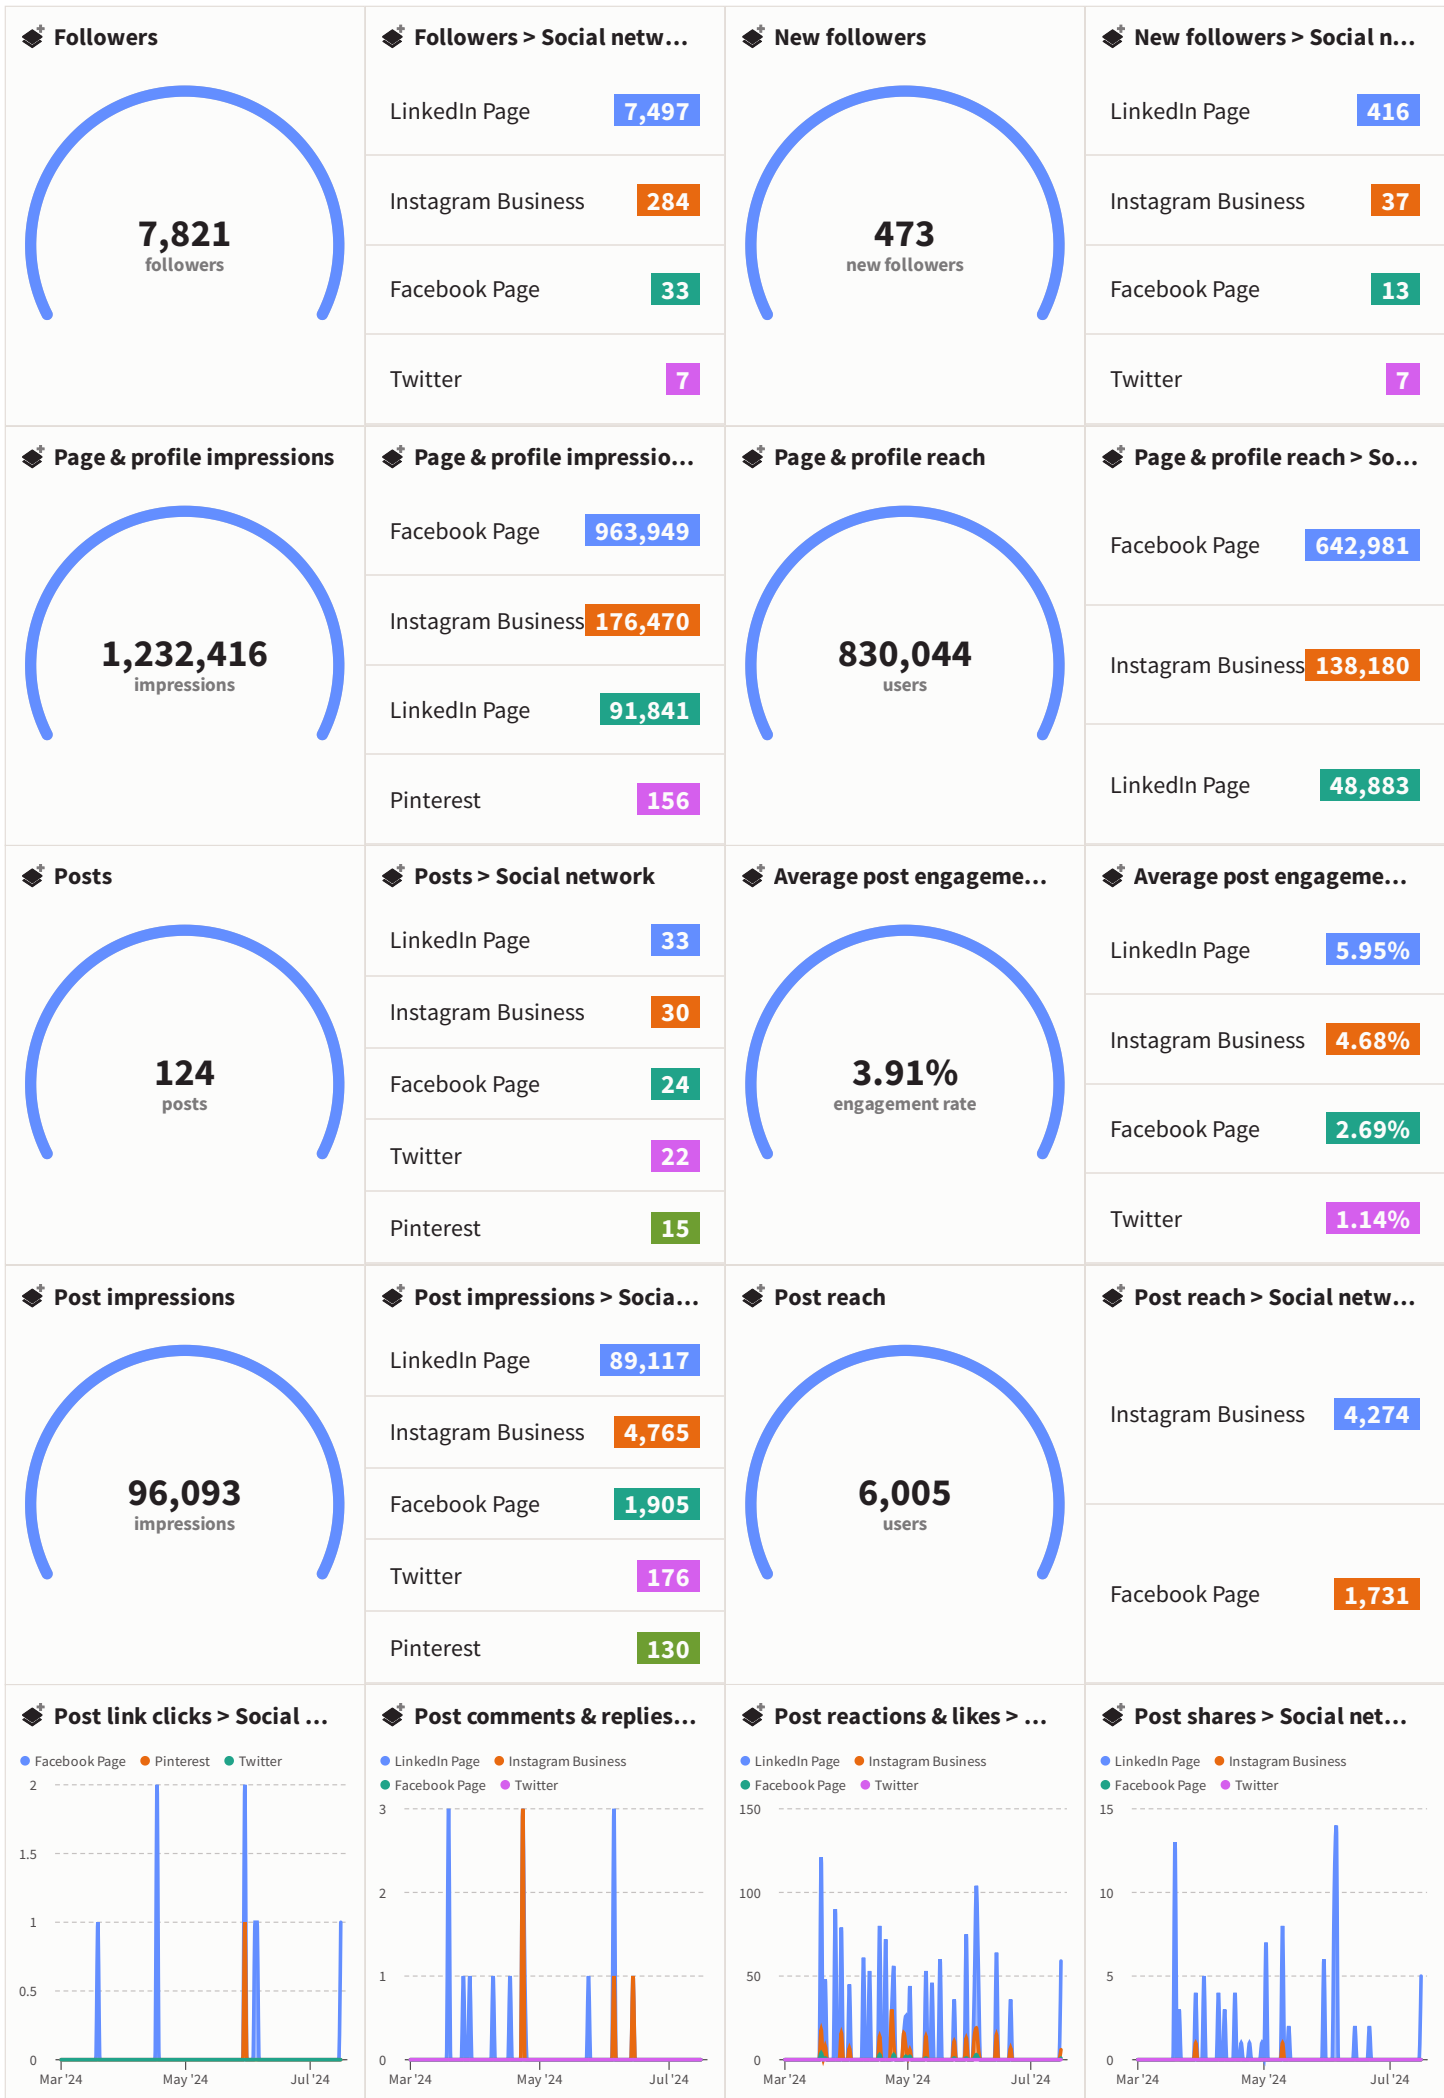 Followers
7,821
followers
Followers > Social netw...
LinkedIn Page 7,497
Instagram Business 284
Facebook Page 33
Twitter 7
New followers
473
new followers
New followers > Social n...
LinkedIn Page 416
Instagram Business 37
Facebook Page 13
Twitter 7
Page & profile impressions
1,232,416
impressions
Page & profile impressio...
Facebook Page 963,949
Instagram Business 176,470
LinkedIn Page 91,841
Pinterest 156
Page & profile reach
830,044
users
Page & profile reach > So...
Facebook Page 642,981
Instagram Business 138,180
LinkedIn Page 48,883
Posts
124
posts
Posts > Social network
LinkedIn Page 33
Instagram Business 30
Facebook Page 24
Twitter 22
Pinterest 15
Average post engageme...
3.91%
engagement rate
Average post engageme...
LinkedIn Page 5.95%
Instagram Business 4.68%
Facebook Page 2.69%
Twitter 1.14%
Post impressions
96,093
impressions
Post impressions > Socia...
LinkedIn Page 89,117
Instagram Business 4,765
Facebook Page 1,905
Twitter 176
Pinterest 130
Post reach
6,005
users
Post reach > Social netw...
Instagram Business 4,274
Facebook Page 1,731
Post link clicks > Social ...
Facebook Page Pinterest Twitter
2
1.5
1
0.5
0
Mar '24 May '24 Jul '24
Post comments & replies...
LinkedIn Page Instagram Business
Facebook Page Twitter
3
2
1
0
Mar '24 May '24 Jul '24
Post reactions & likes > ...
LinkedIn Page Instagram Business
Facebook Page Twitter
150
100
50
0
Mar '24 May '24 Jul '24
Post shares > Social net...
LinkedIn Page Instagram Business
Facebook Page Twitter
15
10
5
0
Mar '24 May '24 Jul '24